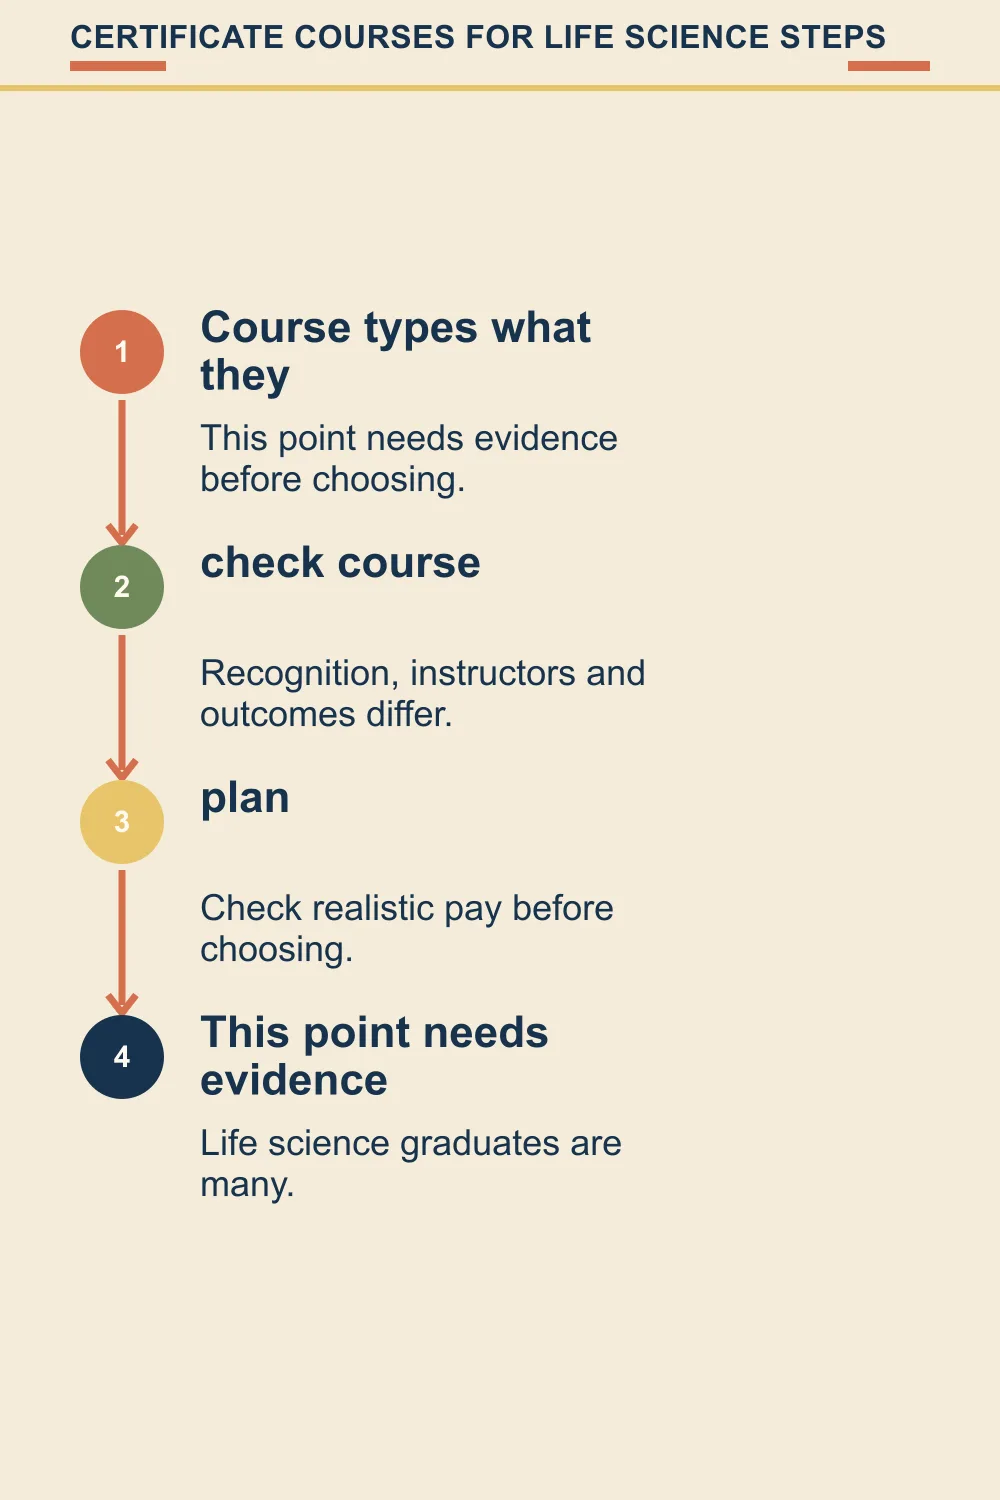 CERTIFICATE COURSES FOR LIFE SCIENCE STEPS
1
Course types what
they
This point needs evidence
before choosing.
2
check course
Recognition, instructors and
outcomes differ.
3
plan
Check realistic pay before
choosing.
4
This point needs
evidence
Life science graduates are
many.